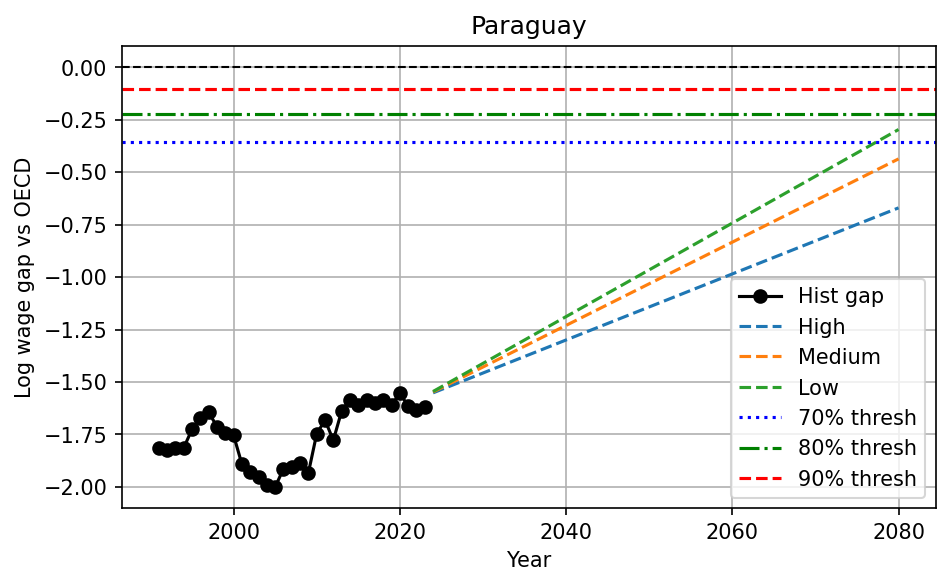 Paraguay
0.00
−0.25
−0.50
−0.75
−1.00
−1.25
−1.50
−1.75
−2.00
Log wage gap vs OECD
Hist gap
High
Medium
Low
70% thresh
80% thresh
90% thresh
2000
2020
2040
2060
2080
Year